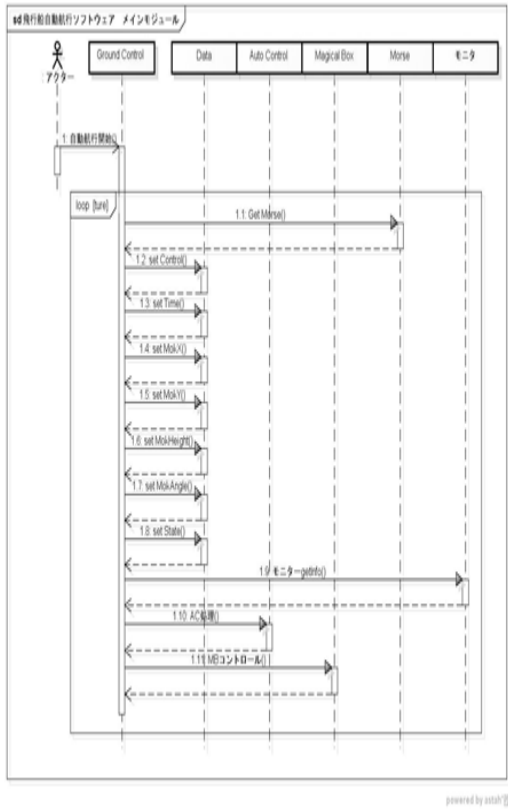 sd 飛行船自動航行ソフトウェア メインモジュール
Ground Control
Data
Auto Control
Magical Box
Morse
モニタ
: アクター
1: 自動航行開始()
loop [ture]
1.1: Get Morse()
1.2: set Control()
1.3: set Time()
1.4: set MokX()
1.5: set MokY()
1.6: set MokHeight()
1.7: set MokAngle()
1.8: set State()
1.9: モニターgetInfo()
1.10: AC処理()
1.11: MBコントロール()
powered by astah*